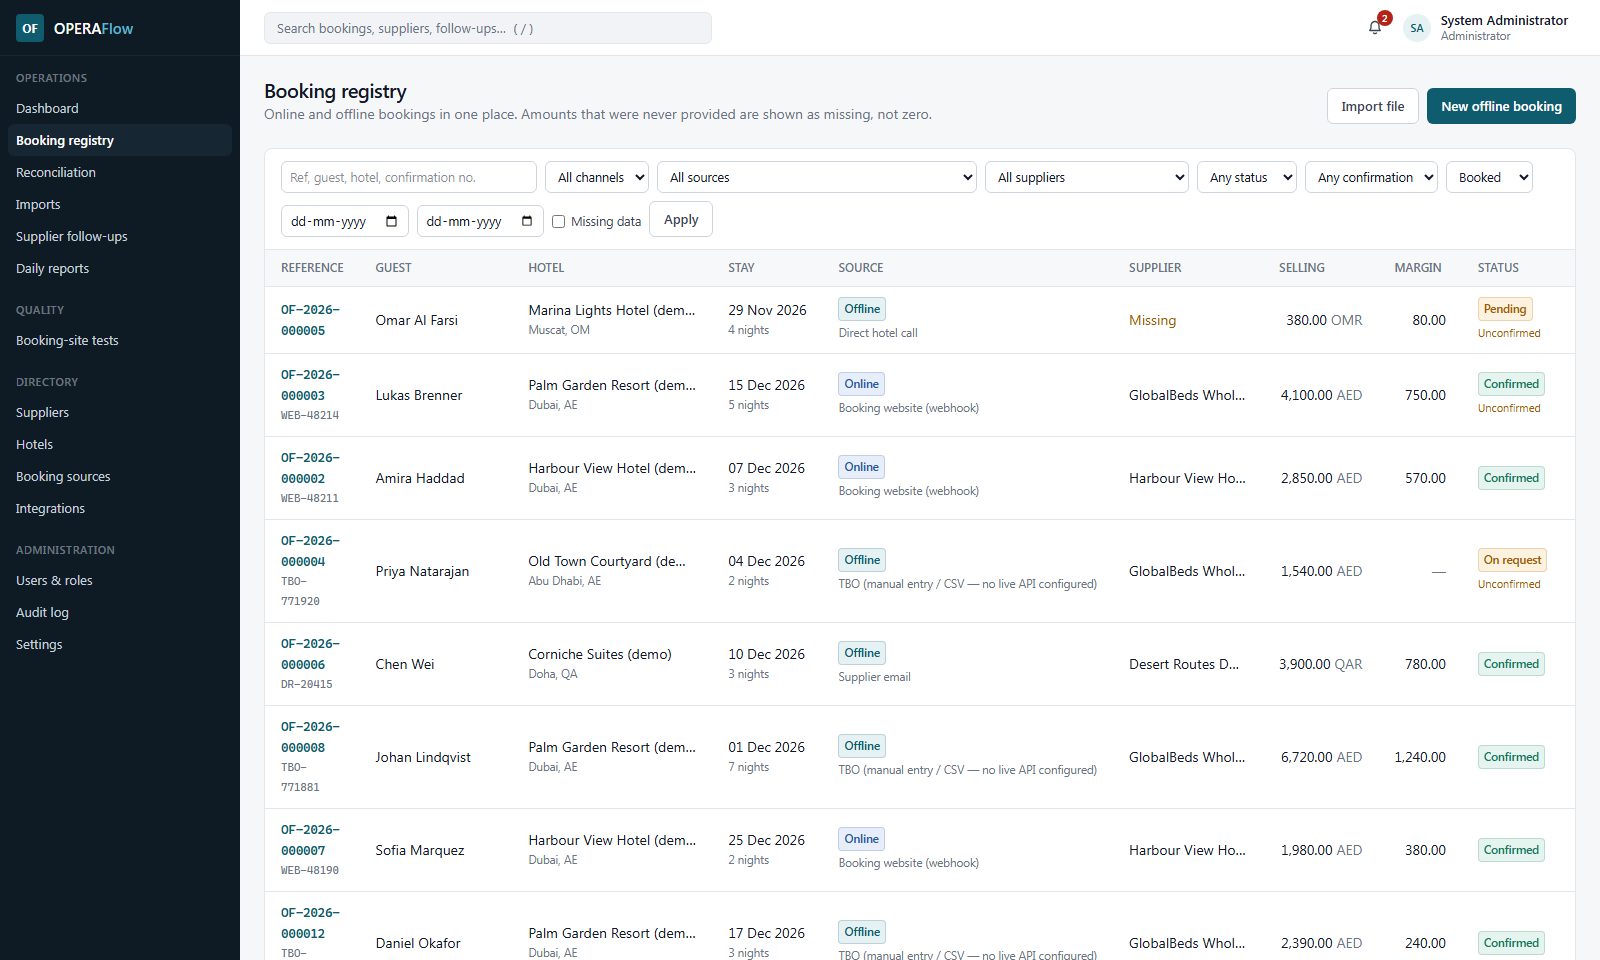 OF OPERAFlow
Search bookings, suppliers, follow-ups... ( / )
2
SA
System Administrator
Administrator
OPERATIONS
Dashboard
Booking registry
Reconciliation
Imports
Supplier follow-ups
Daily reports
QUALITY
Booking-site tests
DIRECTORY
Suppliers
Hotels
Booking sources
Integrations
ADMINISTRATION
Users & roles
Audit log
Settings
Booking registry
Online and offline bookings in one place. Amounts that were never provided are shown as missing, not zero.
Import file
New offline booking
Ref, guest, hotel, confirmation no.
All channels
All sources
All suppliers
Any status
Any confirmation
Booked
dd-mm-yyyy
dd-mm-yyyy
Missing data
Apply
REFERENCE GUEST HOTEL STAY SOURCE SUPPLIER SELLING MARGIN STATUS
OF-2026-
000005
Omar Al Farsi
Marina Lights Hotel (dem...
Muscat, OM
29 Nov 2026
4 nights
Offline
Direct hotel call
Missing
380.00 OMR
80.00
Pending
Unconfirmed
OF-2026-
000003
WEB-48214
Lukas Brenner
Palm Garden Resort (dem...
Dubai, AE
15 Dec 2026
5 nights
Online
Booking website (webhook)
GlobalBeds Whol...
4,100.00 AED
750.00
Confirmed
Unconfirmed
OF-2026-
000002
WEB-48211
Amira Haddad
Harbour View Hotel (dem...
Dubai, AE
07 Dec 2026
3 nights
Online
Booking website (webhook)
Harbour View Ho...
2,850.00 AED
570.00
Confirmed
OF-2026-
000004
TBO-
771920
Priya Natarajan
Old Town Courtyard (de...
Abu Dhabi, AE
04 Dec 2026
2 nights
Offline
TBO (manual entry / CSV — no live API configured)
GlobalBeds Whol...
1,540.00 AED
—
On request
Unconfirmed
OF-2026-
000006
DR-20415
Chen Wei
Corniche Suites (demo)
Doha, QA
10 Dec 2026
3 nights
Offline
Supplier email
Desert Routes D...
3,900.00 QAR
780.00
Confirmed
OF-2026-
000008
TBO-
771881
Johan Lindqvist
Palm Garden Resort (dem...
Dubai, AE
01 Dec 2026
7 nights
Offline
TBO (manual entry / CSV — no live API configured)
GlobalBeds Whol...
6,720.00 AED
1,240.00
Confirmed
OF-2026-
000007
WEB-48190
Sofia Marquez
Harbour View Hotel (dem...
Dubai, AE
25 Dec 2026
2 nights
Online
Booking website (webhook)
Harbour View Ho...
1,980.00 AED
380.00
Confirmed
OF-2026-
000012
TBO-
Daniel Okafor
Palm Garden Resort (dem...
Dubai, AE
17 Dec 2026
3 nights
Offline
TBO (manual entry / CSV — no live API configured)
GlobalBeds Whol...
2,390.00 AED
240.00
Confirmed